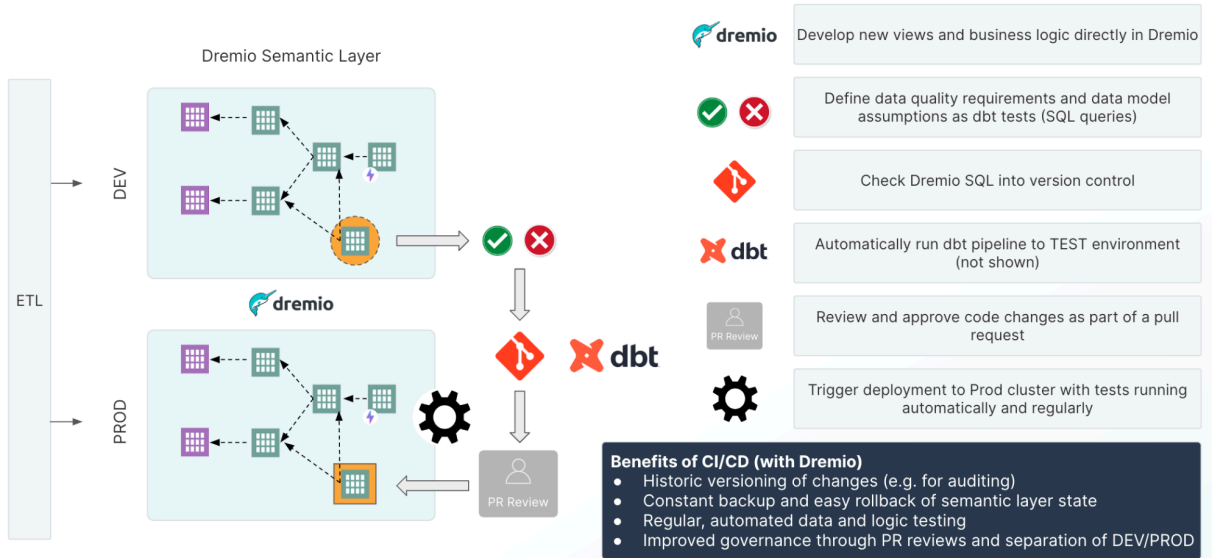 Dremio Semantic Layer
ETL
DEV
dremio
PROD
dbt
PR Review
dremio
Develop new views and business logic directly in Dremio
Define data quality requirements and data model
assumptions as dbt tests (SQL queries)
Check Dremio SQL into version control
dbt
Automatically run dbt pipeline to TEST environment
(not shown)
PR Review
Review and approve code changes as part of a pull
request
Trigger deployment to Prod cluster with tests running
automatically and regularly
Benefits of CI/CD (with Dremio)
● Historic versioning of changes (e.g. for auditing)
● Constant backup and easy rollback of semantic layer state
● Regular, automated data and logic testing
● Improved governance through PR reviews and separation of DEV/PROD